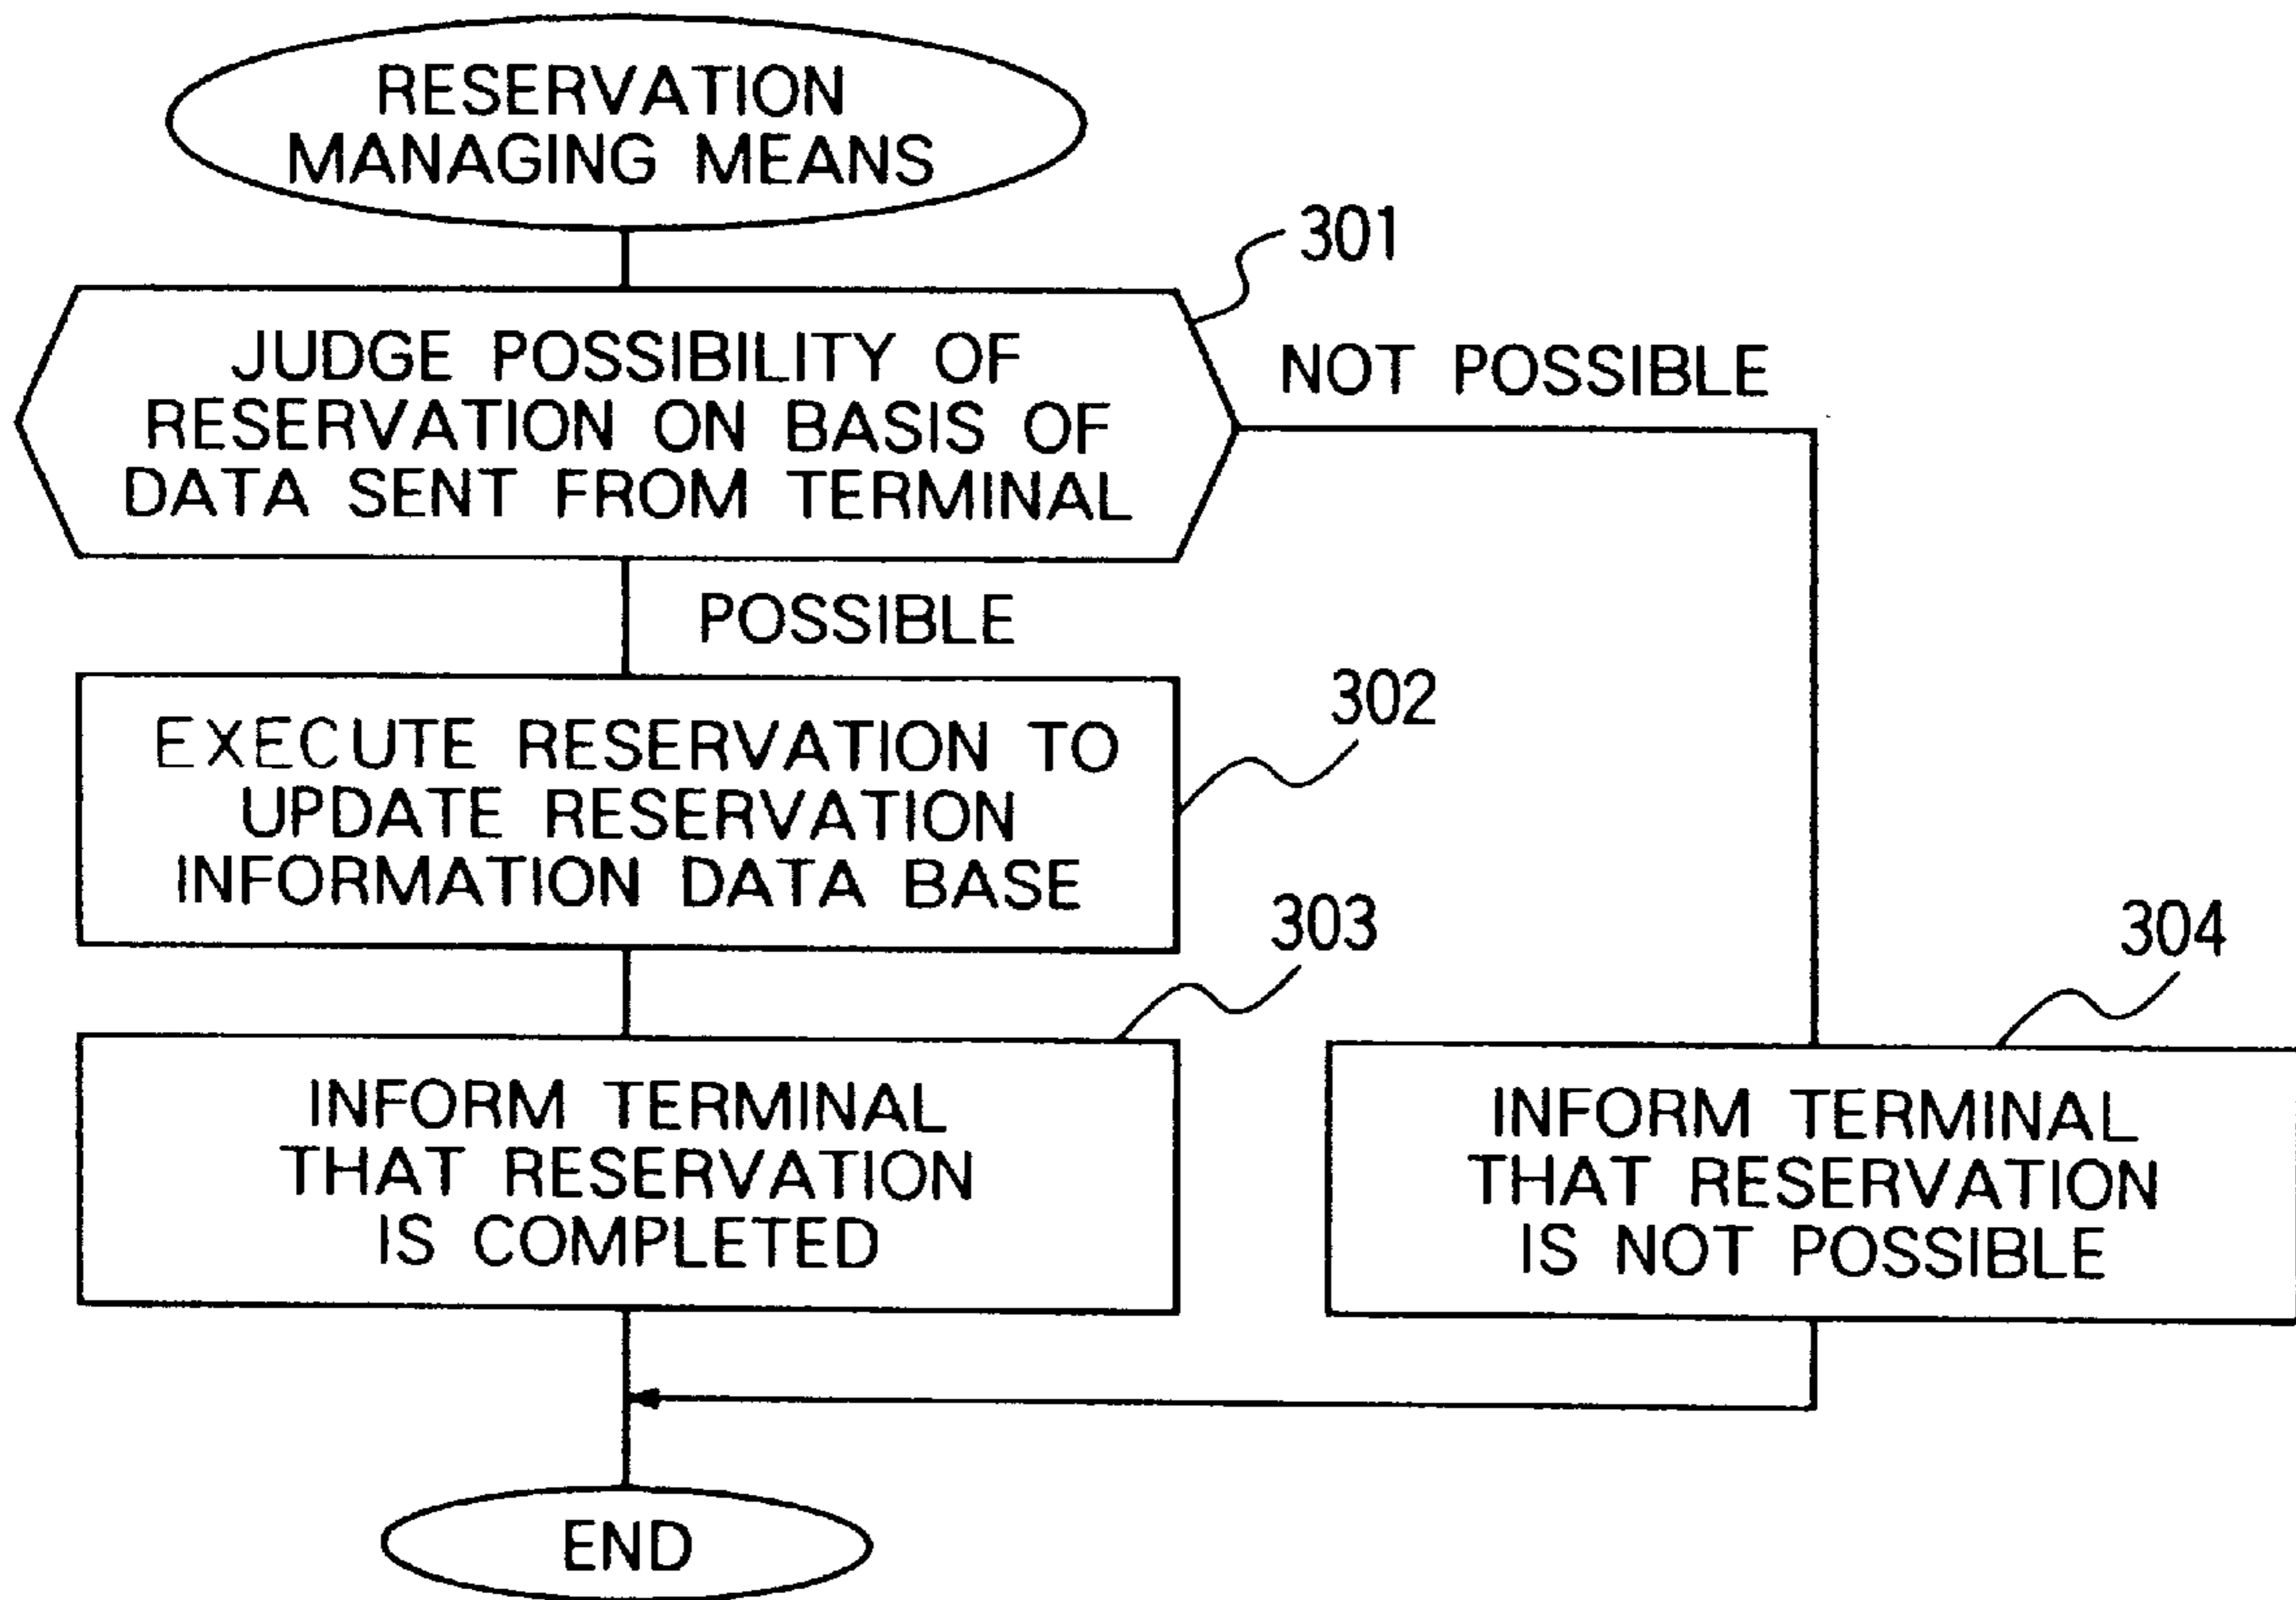 RESERVATION
MANAGING MEANS
301
JUDGE POSSIBILITY OF
RESERVATION ON BASIS OF
DATA SENT FROM TERMINAL
NOT POSSIBLE
POSSIBLE
302
EXECUTE RESERVATION TO
UPDATE RESERVATION
INFORMATION DATA BASE
303
INFORM TERMINAL
THAT RESERVATION
IS COMPLETED
304
INFORM TERMINAL
THAT RESERVATION
IS NOT POSSIBLE
END